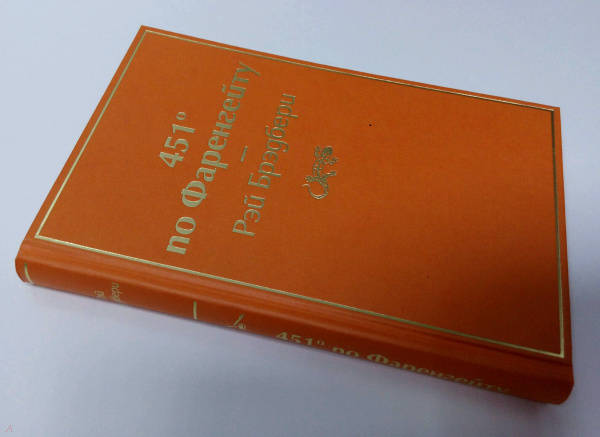 451°
по Фаренгейту
Рэй Брэдбери
451° по Фаренгейту